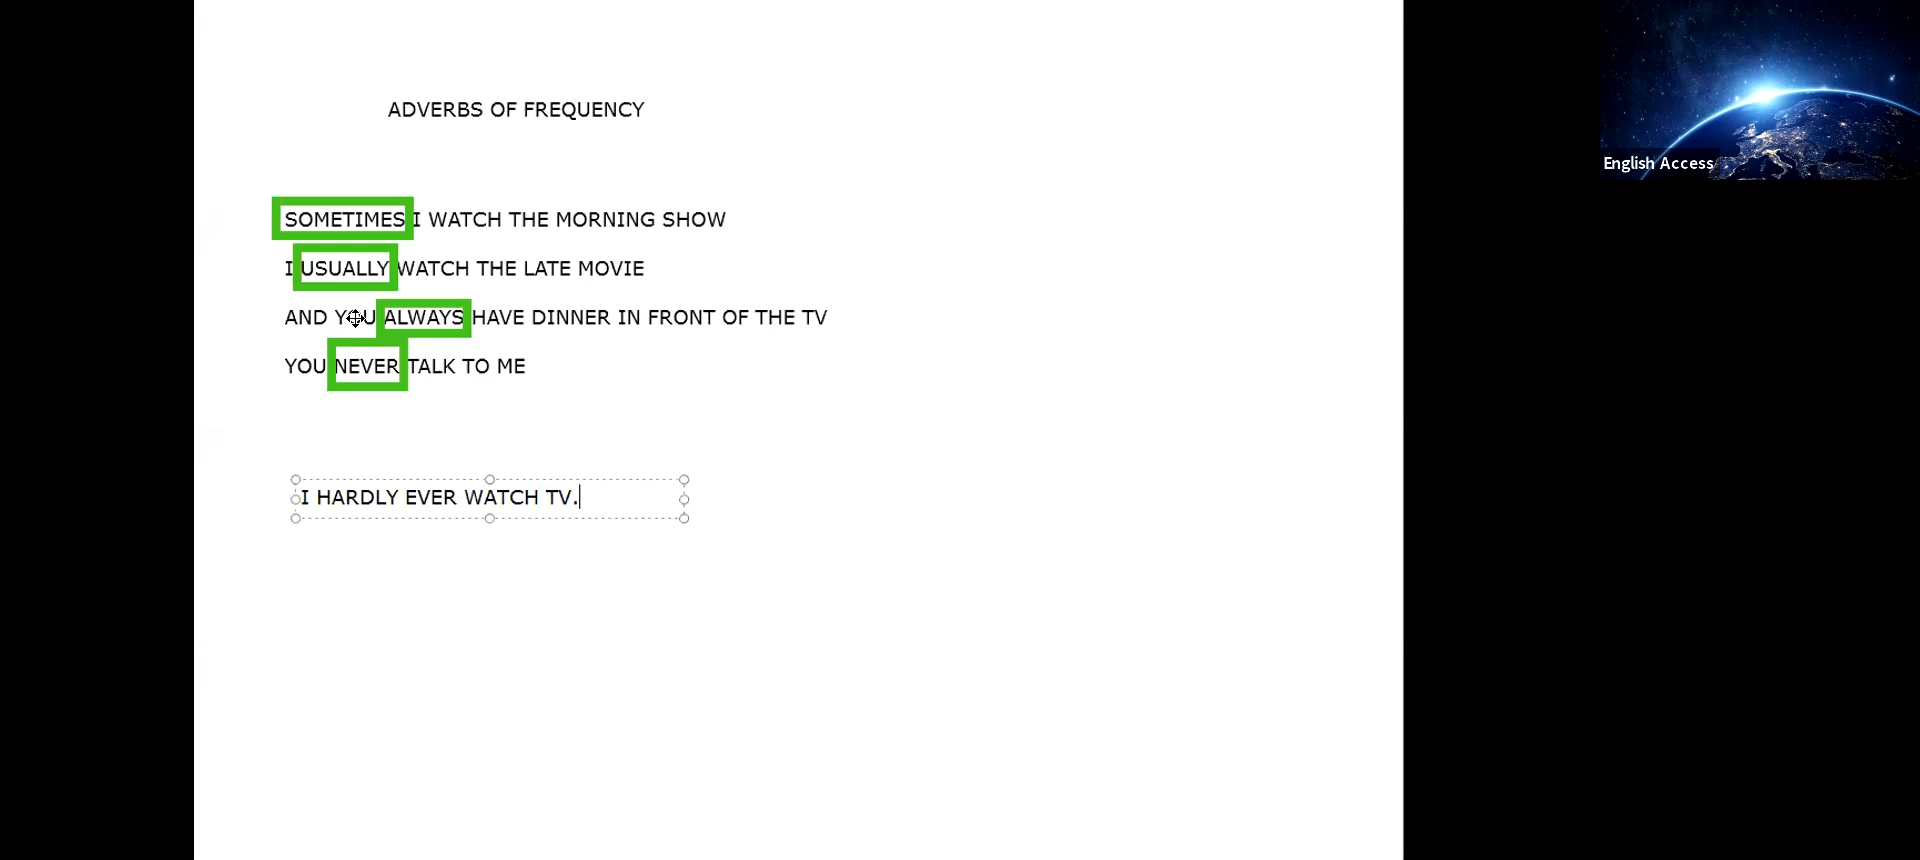 ADVERBS OF FREQUENCY
English Access
SOMETIMES I WATCH THE MORNING SHOW
I USUALLY WATCH THE LATE MOVIE
AND YOU ALWAYS HAVE DINNER IN FRONT OF THE TV
YOU NEVER TALK TO ME
I HARDLY EVER WATCH TV.